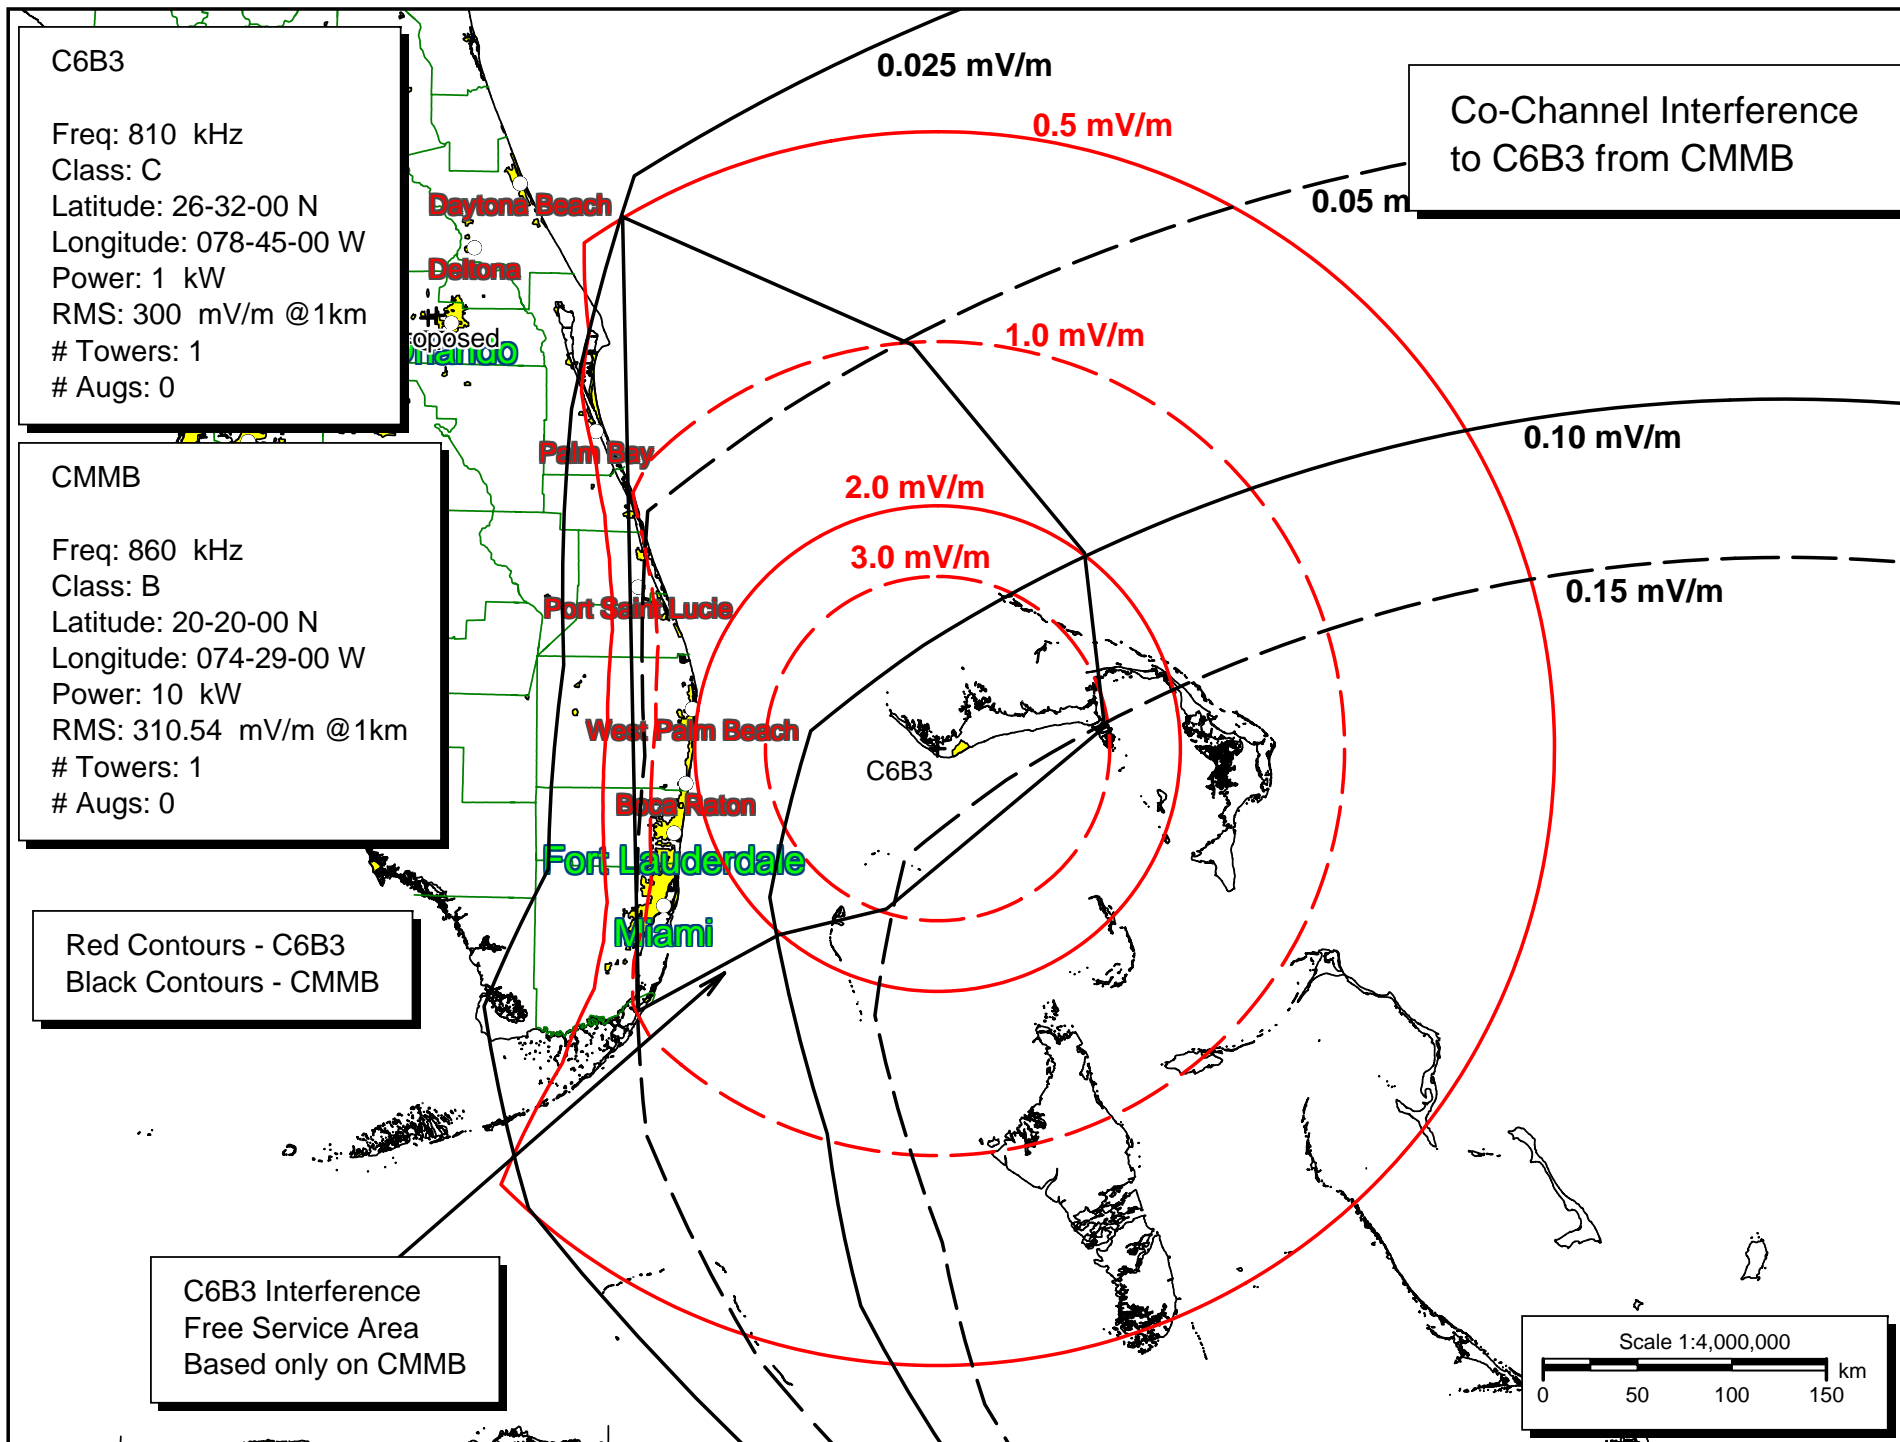 C6B3
Freq: 810 kHz
Class: C
Latitude: 26-32-00 N
Longitude: 078-45-00 W
Power: 1 kW
RMS: 300 mV/m @1km
# Towers: 1
# Augs: 0
CMMB
Freq: 860 kHz
Class: B
Latitude: 20-20-00 N
Longitude: 074-29-00 W
Power: 10 kW
RMS: 310.54 mV/m @1km
# Towers: 1
# Augs: 0
Red Contours - C6B3
Black Contours - CMMB
C6B3 Interference
Free Service Area
Based only on CMMB
Co-Channel Interference
to C6B3 from CMMB
0.025 mV/m
0.5 mV/m
0.05 m
1.0 mV/m
0.10 mV/m
2.0 mV/m
3.0 mV/m
0.15 mV/m
Daytona Beach
Deltona
oposed
rlando
Palm Bay
Port Saint Lucie
West Palm Beach
C6B3
Boca Raton
Fort Lauderdale
Miami
Scale 1:4,000,000
km
0 50 100 150